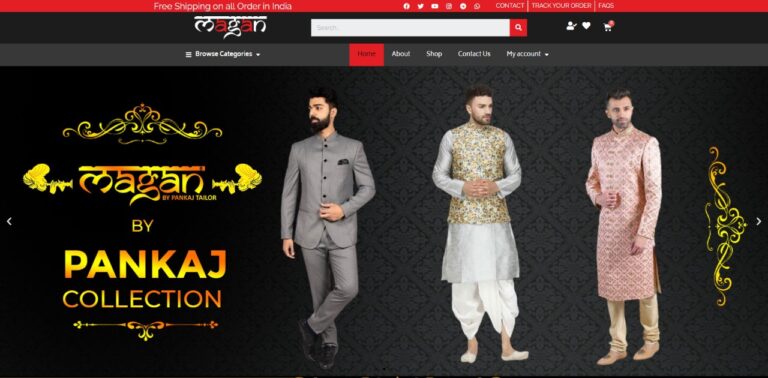 Free Shipping on all Order in India
CONTACT | TRACK YOUR ORDER | FAQS
magan
Search...
Browse Categories
Home About Shop Contact Us My account
magan
BY PANKAJ TAILOR
BY
PANKAJ
COLLECTION